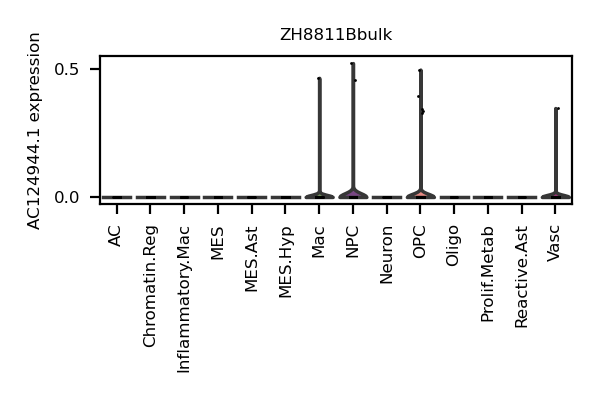 ZH8811Bbulk
AC124944.1 expression
0.5
0.0
AC
Chromatin.Reg
Inflammatory.Mac
MES
MES.Ast
MES.Hyp
Mac
NPC
Neuron
OPC
Oligo
Prolif.Metab
Reactive.Ast
Vasc